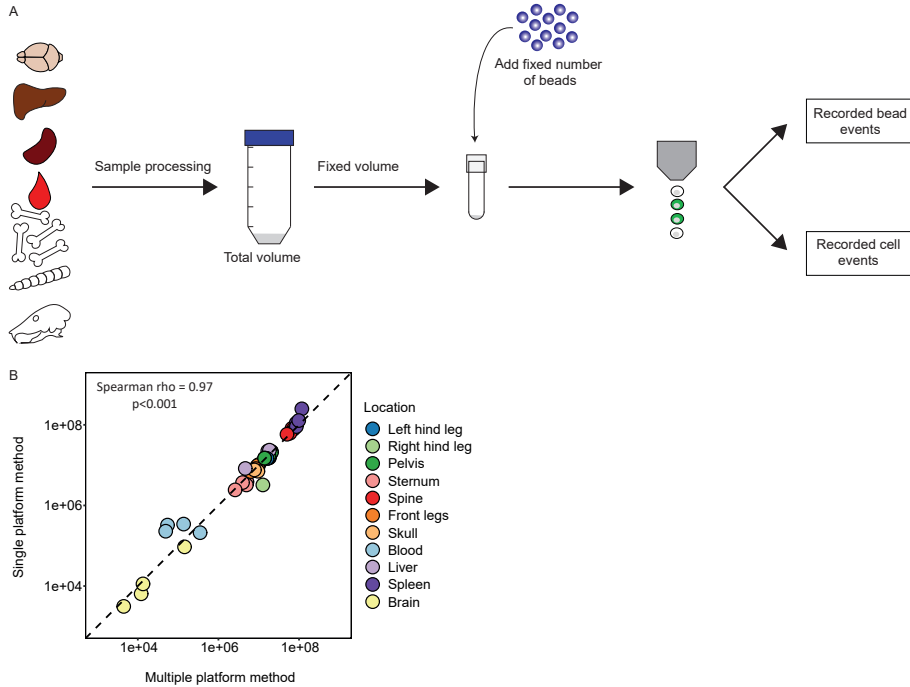 A
Add fixed number
of beads
Recorded bead
events
Sample processing
Fixed volume
Total volume
Recorded cell
events
B
Spearman rho = 0.97
p<0.001
Single platform method
1e+08
1e+06
1e+04
1e+04
1e+06
1e+08
Multiple platform method
Location
Left hind leg
Right hind leg
Pelvis
Sternum
Spine
Front legs
Skull
Blood
Liver
Spleen
Brain